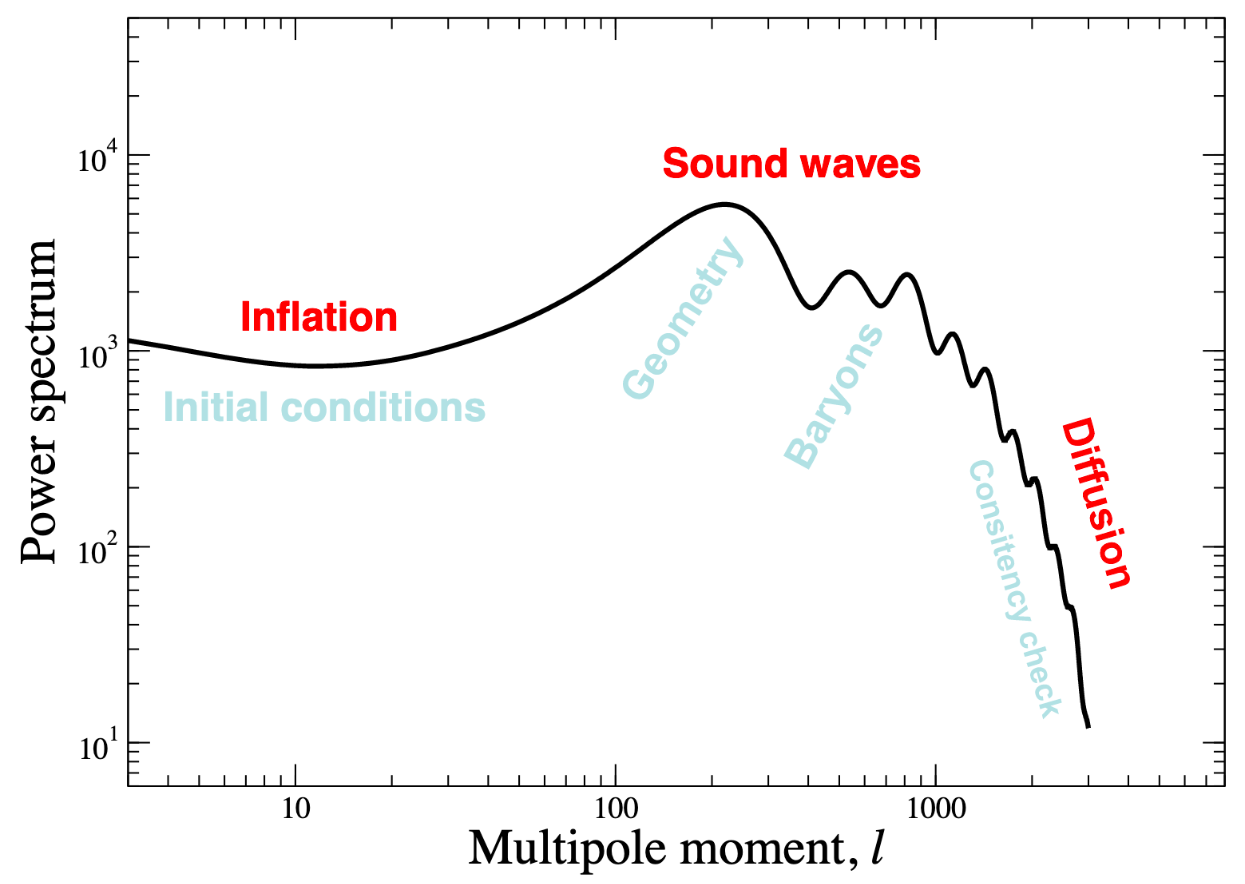 Sound waves
Inflation
Initial conditions
Geometry
Baryons
Diffusion
Consitency check
Power spectrum
10⁴
10³
10²
10¹
10
100
1000
Multipole moment, l